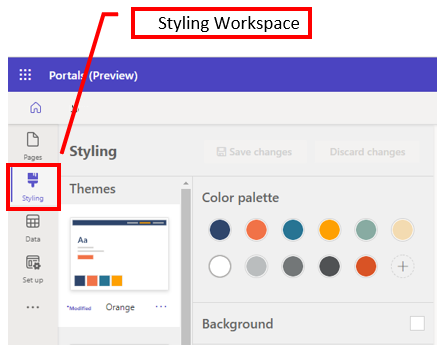 Styling Workspace
Portals (Preview)
Pages
Styling
Save changes
Discard changes
Styling
Themes
Color palette
Aa
Data
Set up
*Modified
Orange
Background